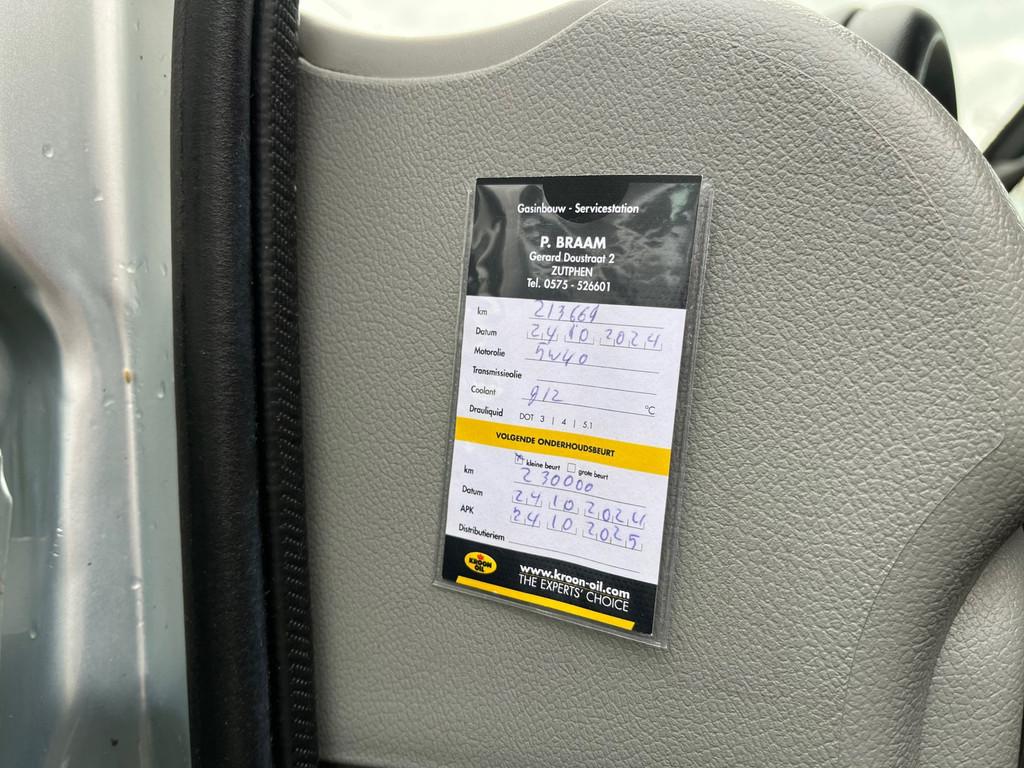 Gasinbouw - Servicestation
P. BRAAM
Gerard Doustraat 2
ZUTPHEN
Tel. 0575 - 526601
km 213669
Datum 24 10 2024
Motorolie 5W40
Transmissieolie
Coolant g12 °C
Drauliquid DOT 3 | 4 | 5.1
VOLGENDE ONDERHOUDSBEURT
kleine beurt grote beurt
km 230000
Datum 24 10 2024
APK 24 10 2025
Distributieriem
KROON OIL
www.kroon-oil.com
THE EXPERTS' CHOICE